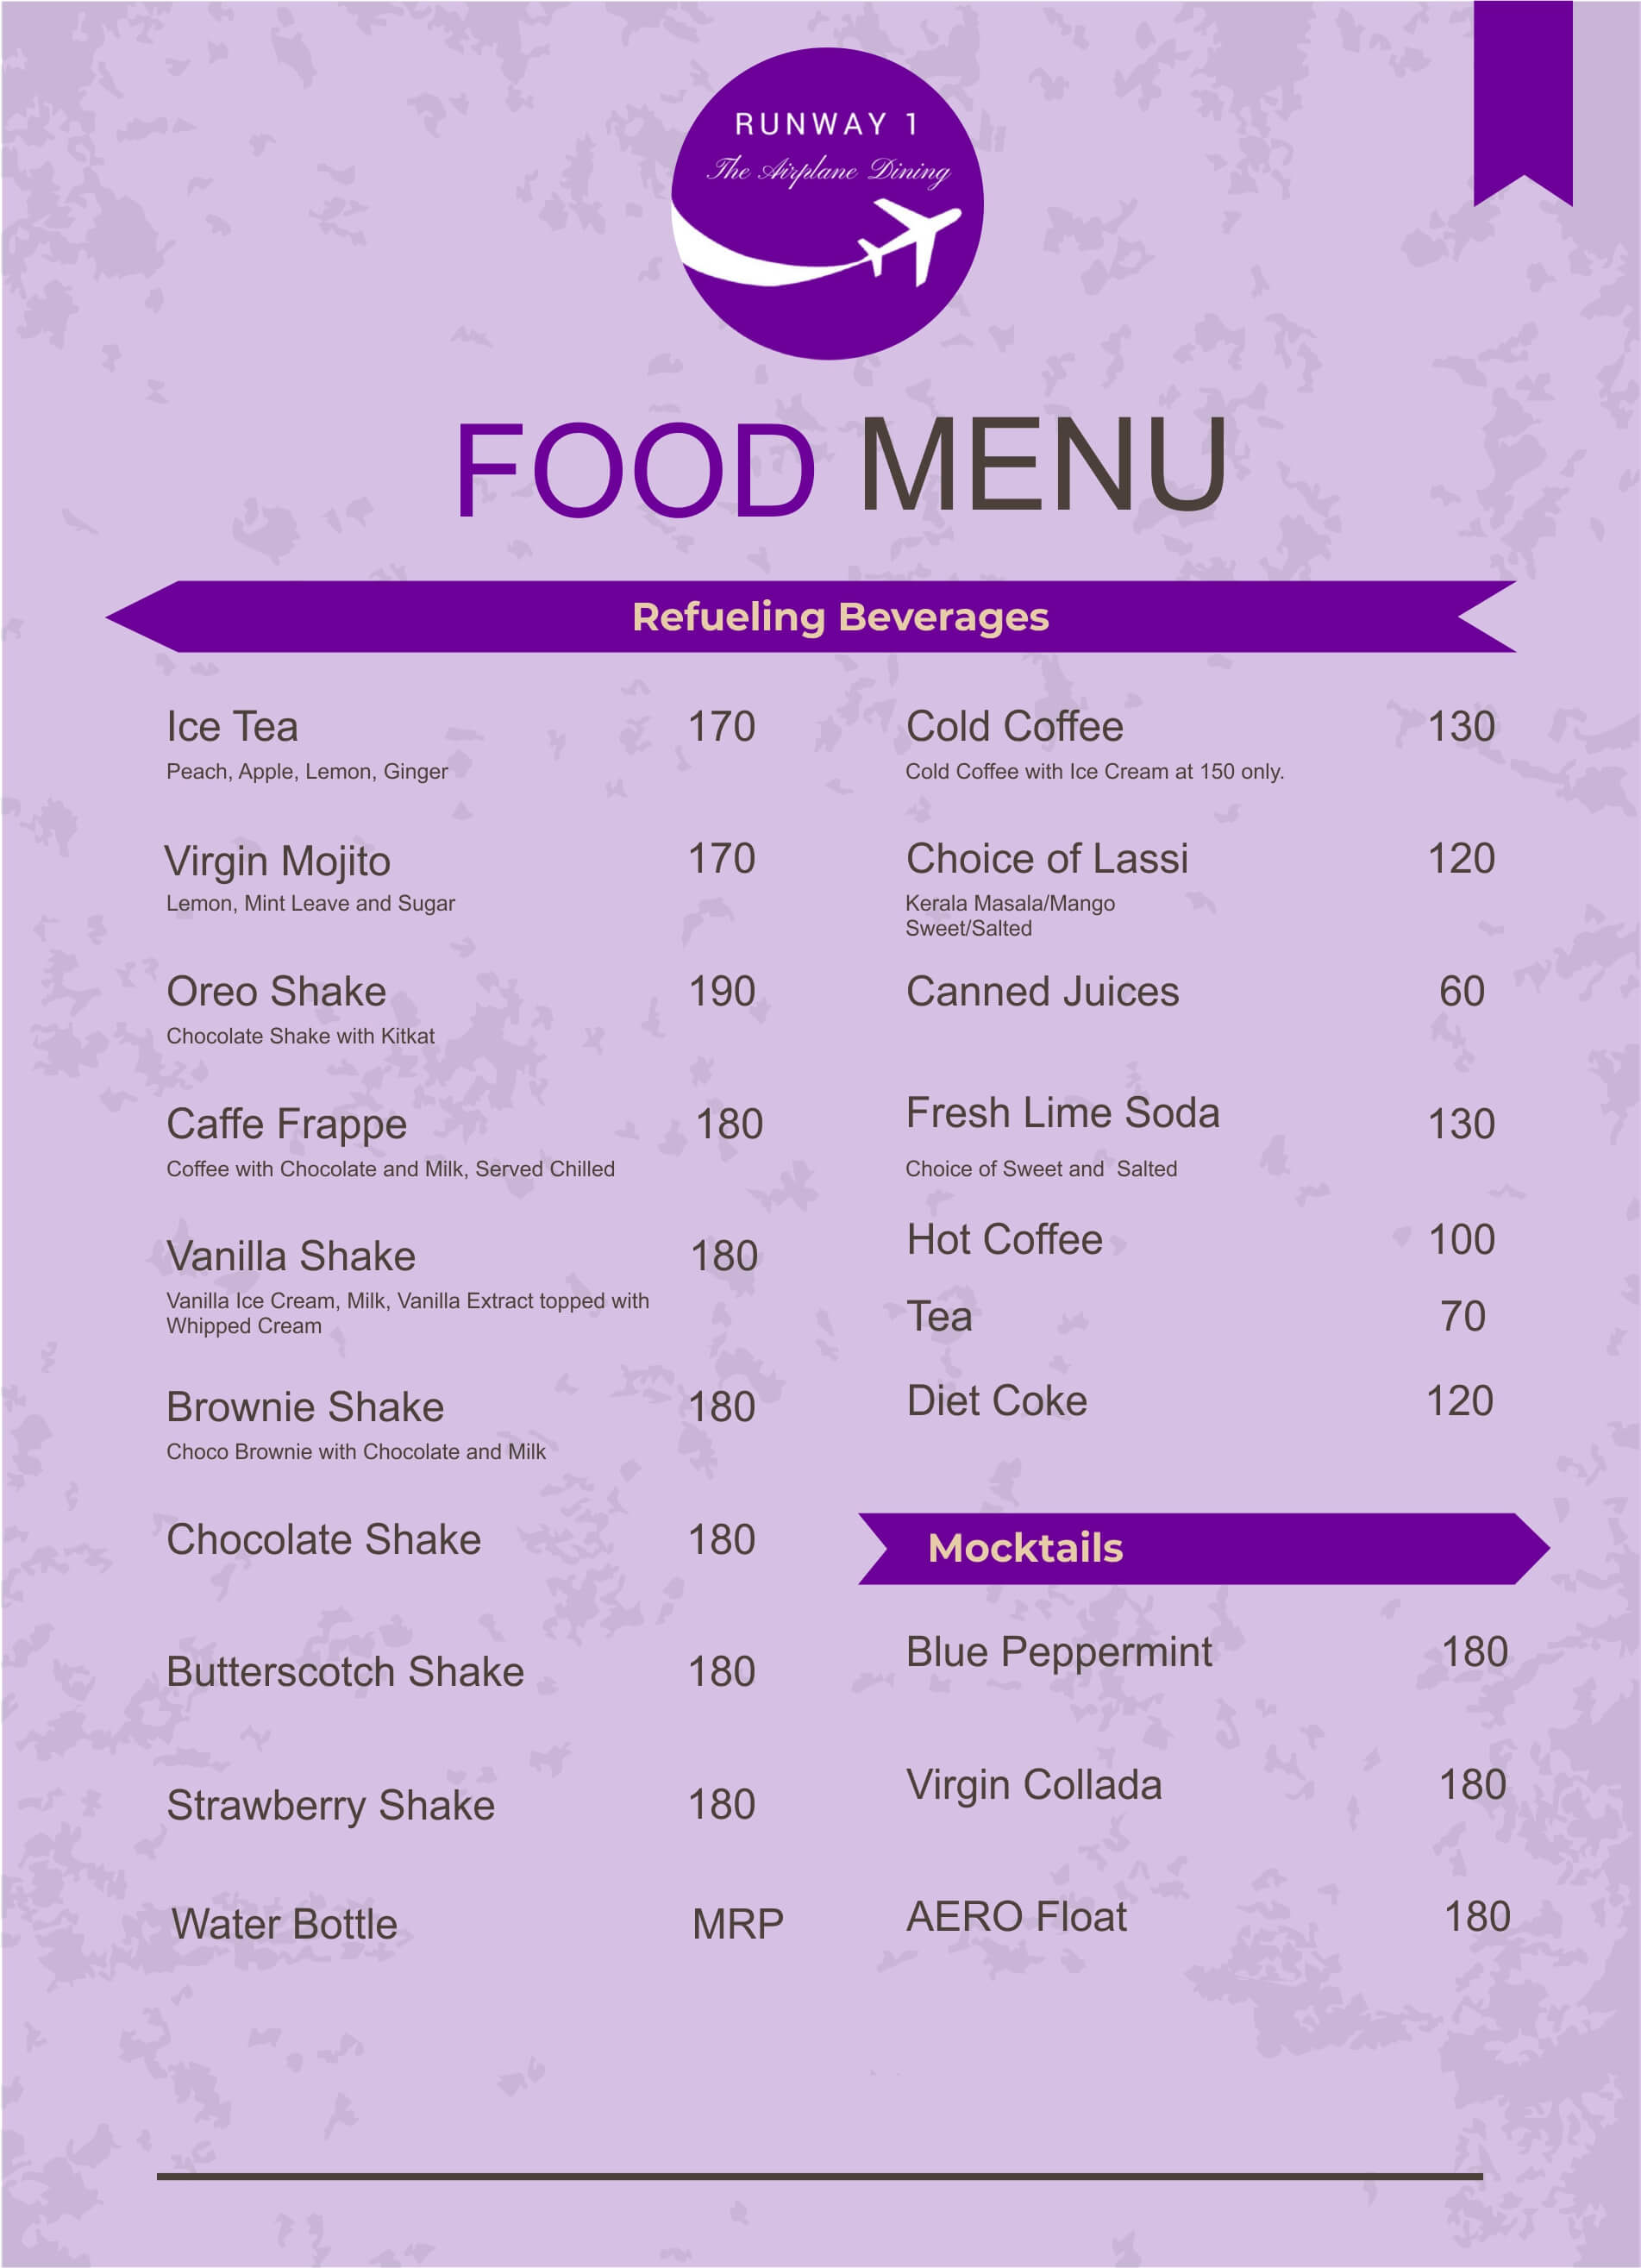 RUNWAY 1
The Airplane Dining
FOOD MENU
Refueling Beverages
Ice Tea 170
Peach, Apple, Lemon, Ginger
Virgin Mojito 170
Lemon, Mint Leave and Sugar
Oreo Shake 190
Chocolate Shake with Kitkat
Caffe Frappe 180
Coffee with Chocolate and Milk, Served Chilled
Vanilla Shake 180
Vanilla Ice Cream, Milk, Vanilla Extract topped with
Whipped Cream
Brownie Shake 180
Choco Brownie with Chocolate and Milk
Chocolate Shake 180
Butterscotch Shake 180
Strawberry Shake 180
Water Bottle MRP
Cold Coffee 130
Cold Coffee with Ice Cream at 150 only.
Choice of Lassi 120
Kerala Masala/Mango
Sweet/Salted
Canned Juices 60
Fresh Lime Soda 130
Choice of Sweet and Salted
Hot Coffee 100
Tea 70
Diet Coke 120
Mocktails
Blue Peppermint 180
Virgin Collada 180
AERO Float 180